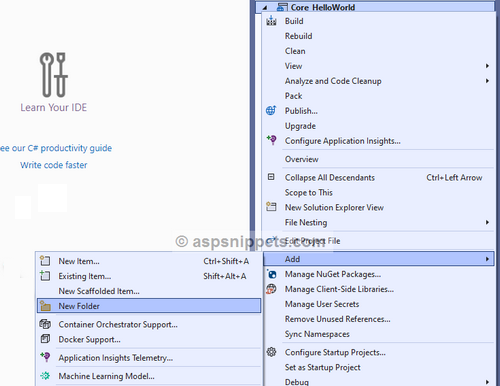 Core HelloWorld
Build
Rebuild
Clean
View
Analyze and Code Cleanup
Pack
Publish...
Upgrade
Configure Application Insights...
Overview
Collapse All Descendants Ctrl+Left Arrow
Scope to This
New Solution Explorer View
File Nesting
Edit Project File
Add
Manage NuGet Packages...
Manage Client-Side Libraries...
Manage User Secrets
Remove Unused References...
Sync Namespaces
Configure Startup Projects...
Set as Startup Project
Debug
Learn Your IDE
ee our C# productivity guide
Write code faster
© aspsnippets.com
New Item... Ctrl+Shift+A
Existing Item... Shift+Alt+A
New Scaffolded Item...
New Folder
Container Orchestrator Support...
Docker Support...
Application Insights Telemetry...
Machine Learning Model...